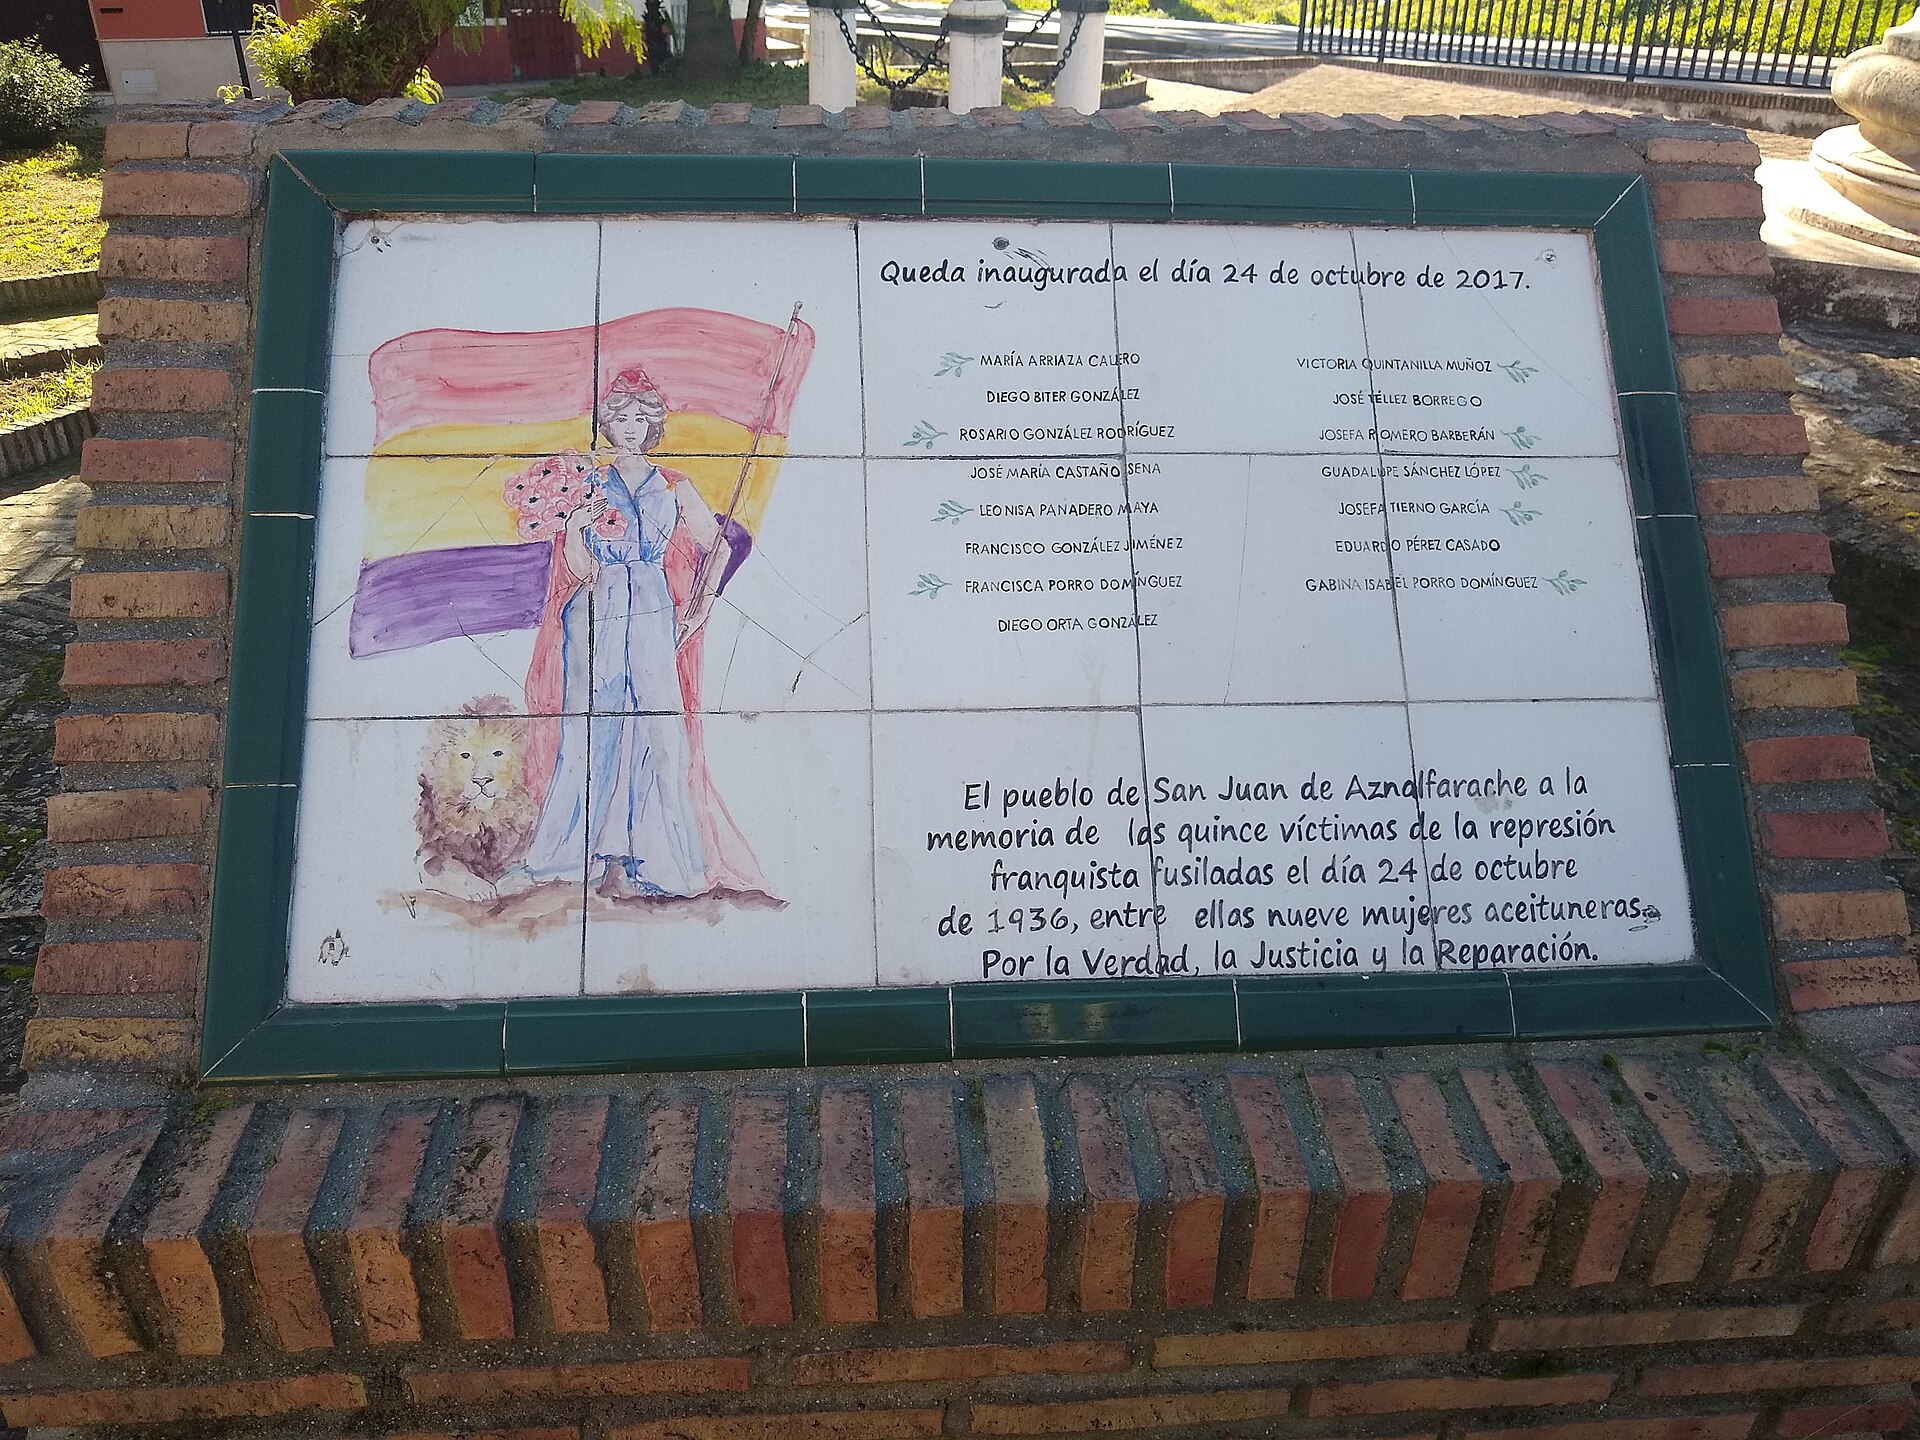 Queda inaugurada el día 24 de octubre de 2017.
MARÍA ARRIAZA CALERO
DIEGO BITER GONZÁLEZ
ROSARIO GONZÁLEZ RODRÍGUEZ
JOSÉ MARÍA CASTAÑO SENA
LEONISA PANADERO MAYA
FRANCISCO GONZÁLEZ JIMÉNEZ
FRANCISCA PORRO DOMÍNGUEZ
DIEGO ORTA GONZÁLEZ
VICTORIA QUINTANILLA MUÑOZ
JOSÉ TÉLLEZ BORREGO
JOSEFA ROMERO BARBERÁN
GUADALUPE SÁNCHEZ LÓPEZ
JOSEFA TIERNO GARCÍA
EDUARDO PÉREZ CASADO
GABINA ISABEL PORRO DOMÍNGUEZ
El pueblo de San Juan de Aznalfarache a la
memoria de las quince víctimas de la represión
franquista fusiladas el día 24 de octubre
de 1936, entre ellas nueve mujeres aceituneras.
Por la Verdad, la Justicia y la Reparación.